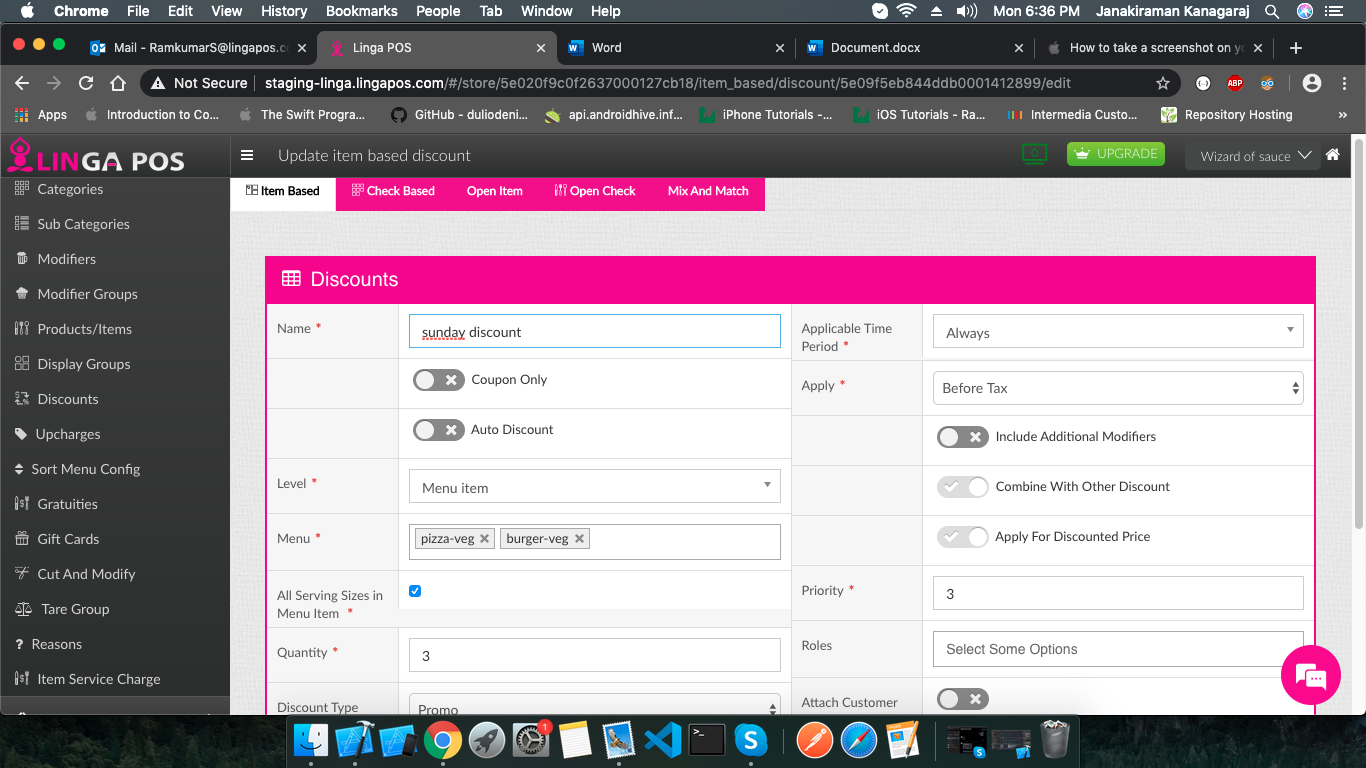 Chrome File Edit View History Bookmarks People Tab Window Help Mon 6:36 PM Janakiraman Kanagaraj
Mail - RamkumarS@lingapos.c Linga POS Word Document.docx How to take a screenshot on yo
Not Secure staging-linga.lingapos.com/#/store/5e020f9c0f2637000127cb18/item_based/discount/5e09f5eb844ddb0001412899/edit
ABP
Apps Introduction to Co... The Swift Progra... GitHub - duliodeni... api.androidhive.inf... iPhone Tutorials -... iOS Tutorials - Ra... Intermedia Custo... Repository Hosting »
LINGA POS Update item based discount UPGRADE Wizard of sauce
Item Based Check Based Open Item Open Check Mix And Match
Categories
Sub Categories
Modifiers
Modifier Groups
Products/Items
Display Groups
Discounts
Upcharges
Sort Menu Config
Gratuities
Gift Cards
Cut And Modify
Tare Group
Reasons
Item Service Charge
Discounts
Name * sunday discount
Coupon Only
Auto Discount
Level * Menu item
Menu * pizza-veg burger-veg
All Serving Sizes in
Menu Item *
Quantity * 3
Discount Type Promo
Applicable Time
Period * Always
Apply * Before Tax
Include Additional Modifiers
Combine With Other Discount
Apply For Discounted Price
Priority * 3
Roles Select Some Options
Attach Customer
1